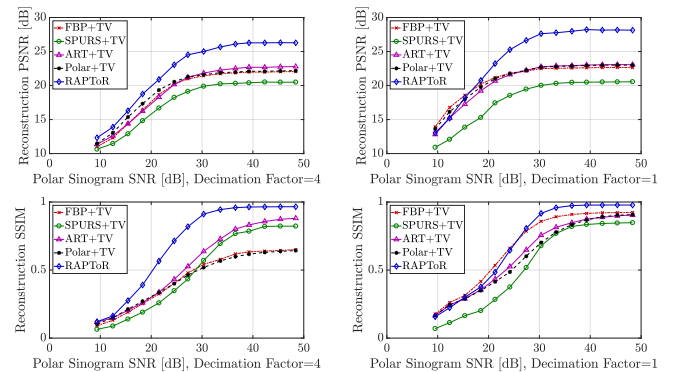 30
25
20
15
10
Reconstruction PSNR [dB]
FBP+TV
SPURS+TV
ART+TV
Polar+TV
RAPToR
0 10 20 30 40 50
Polar Sinogram SNR [dB], Decimation Factor=4
30
25
20
15
10
Reconstruction PSNR [dB]
FBP+TV
SPURS+TV
ART+TV
Polar+TV
RAPToR
0 10 20 30 40 50
Polar Sinogram SNR [dB], Decimation Factor=1
1
0.5
0
Reconstruction SSIM
FBP+TV
SPURS+TV
ART+TV
Polar+TV
RAPToR
0 10 20 30 40 50
Polar Sinogram SNR [dB], Decimation Factor=4
1
0.5
0
Reconstruction SSIM
FBP+TV
SPURS+TV
ART+TV
Polar+TV
RAPToR
0 10 20 30 40 50
Polar Sinogram SNR [dB], Decimation Factor=1